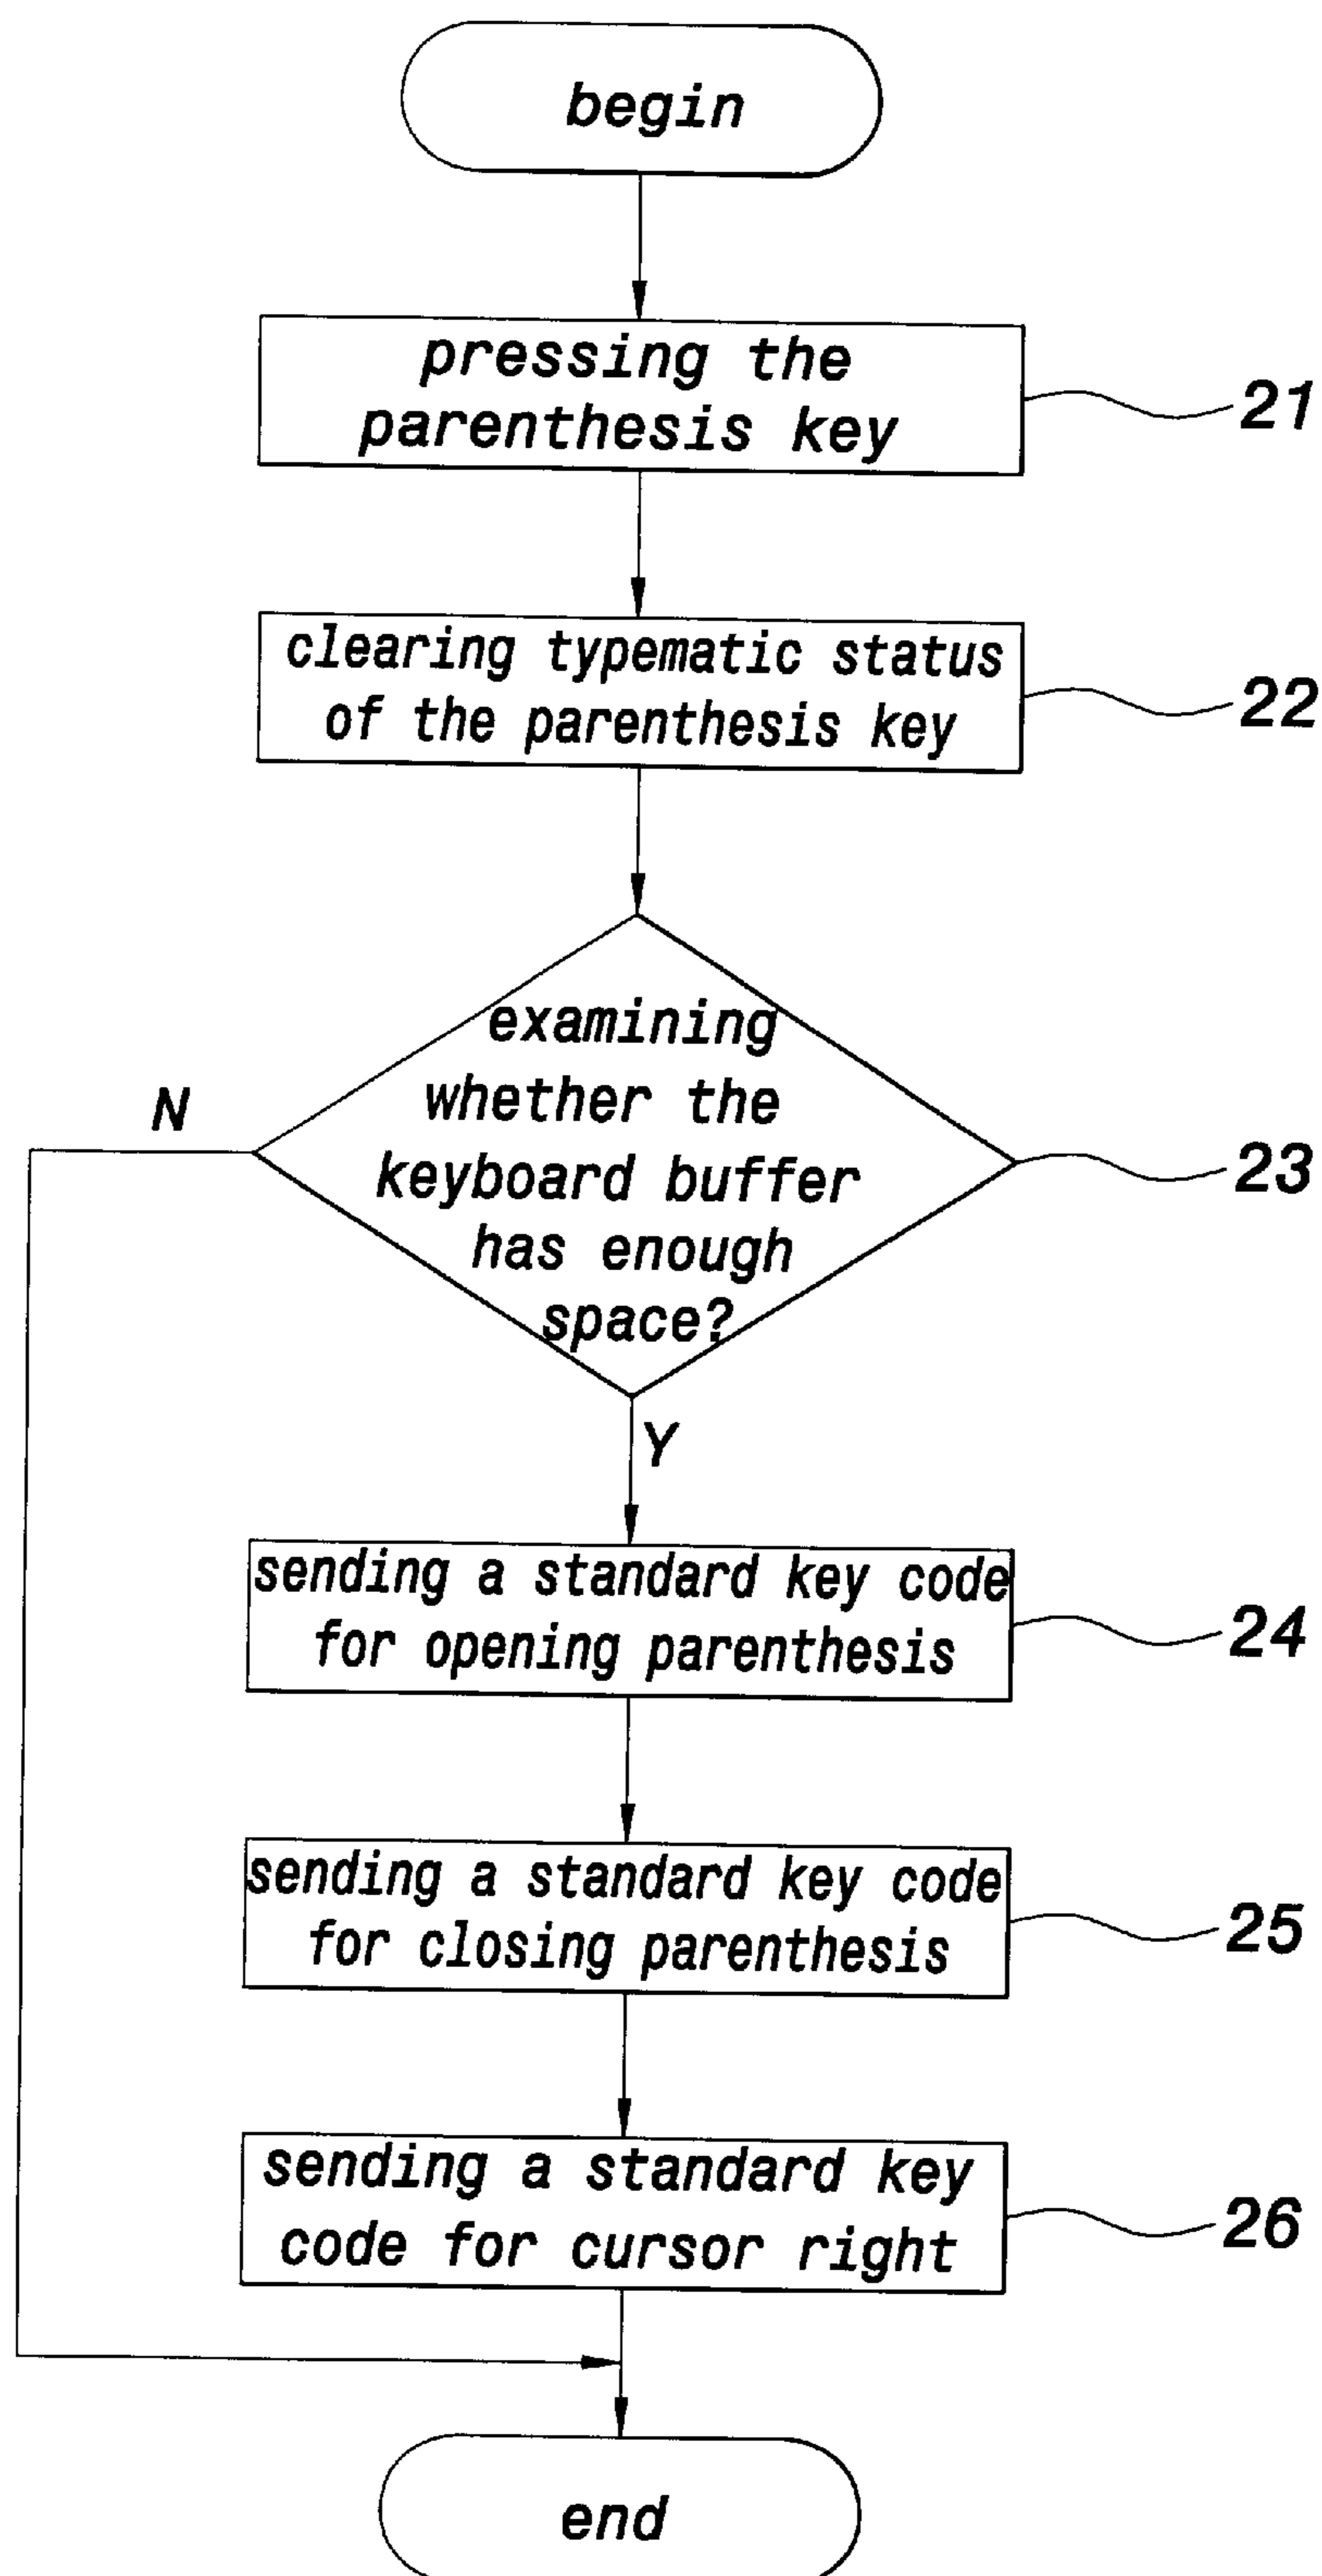 begin
pressing the
parenthesis key
21
clearing typematic status
of the parenthesis key
22
examining
whether the
keyboard buffer
has enough
space?
23
N
Y
sending a standard key code
for opening parenthesis
24
sending a standard key code
for closing parenthesis
25
sending a standard key
code for cursor right
26
end